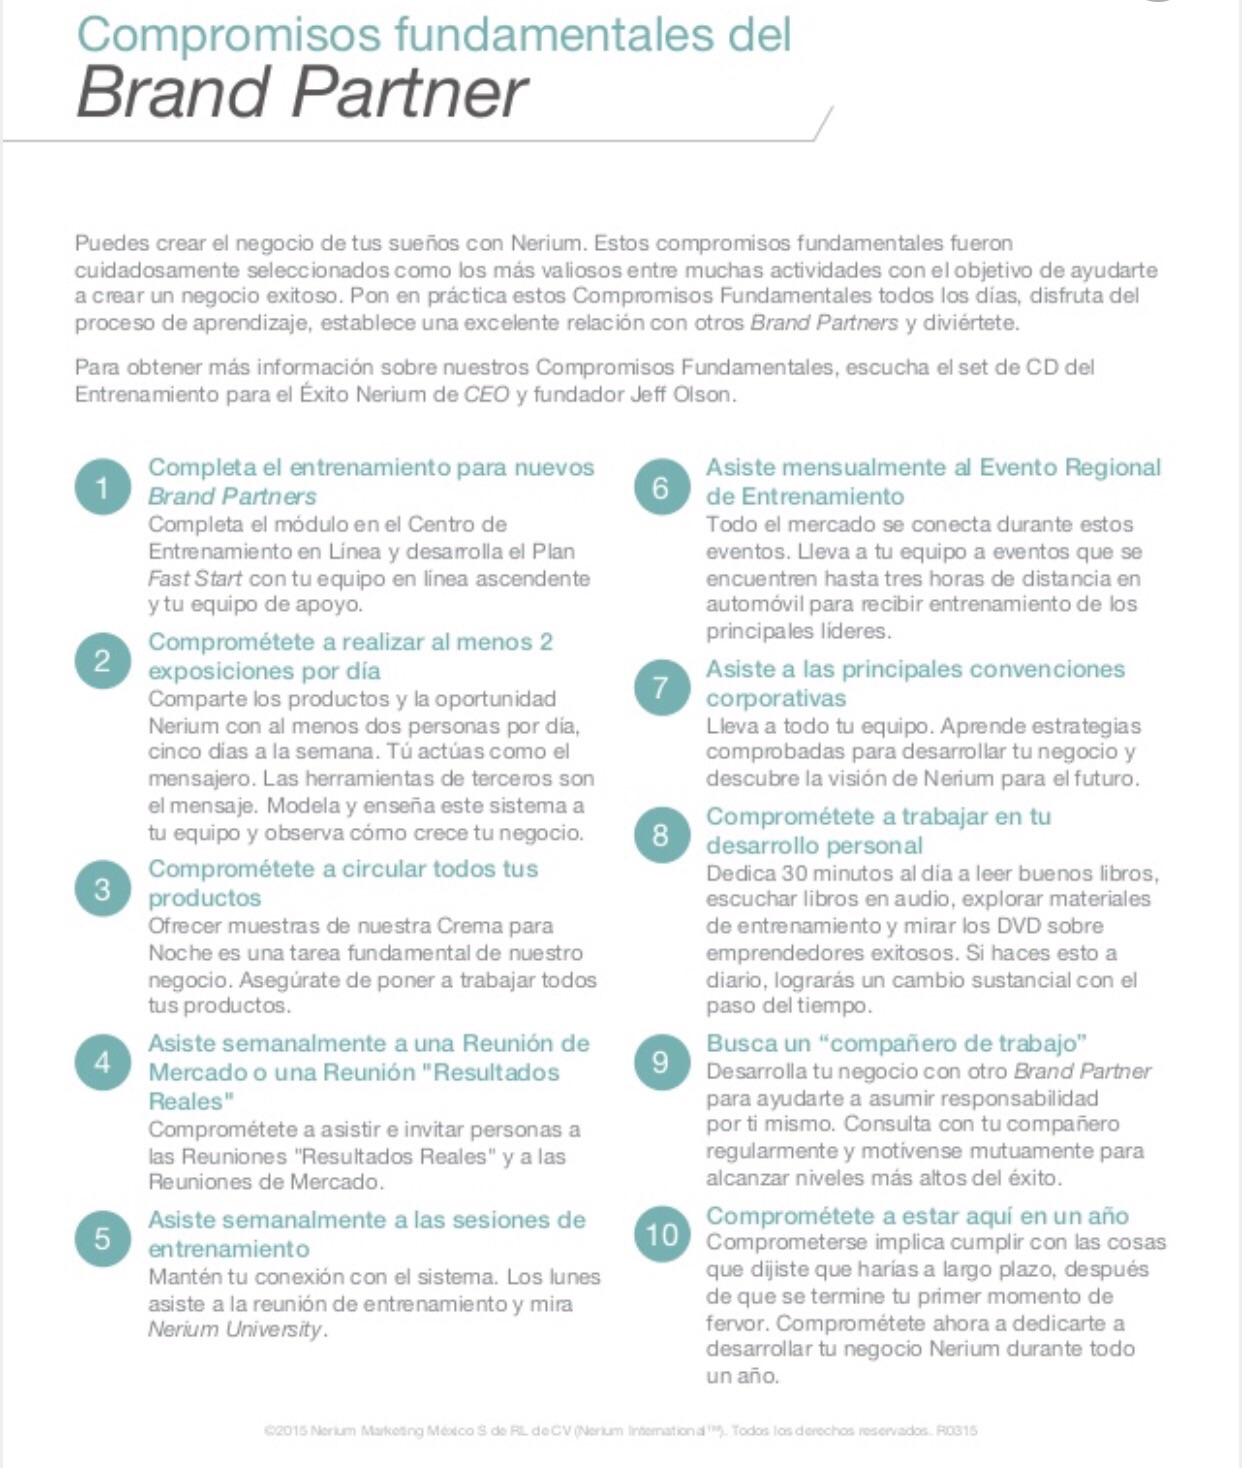 Compromisos fundamentales del
Brand Partner
Puedes crear el negocio de tus sueños con Nerium. Estos compromisos fundamentales fueron
cuidadosamente seleccionados como los más valiosos entre muchas actividades con el objetivo de ayudarte
a crear un negocio exitoso. Pon en práctica estos Compromisos Fundamentales todos los días, disfruta del
proceso de aprendizaje, establece una excelente relación con otros Brand Partners y diviértete.
Para obtener más información sobre nuestros Compromisos Fundamentales, escucha el set de CD del
Entrenamiento para el Éxito Nerium de CEO y fundador Jeff Olson.
1
Completa el entrenamiento para nuevos
Brand Partners
Completa el módulo en el Centro de
Entrenamiento en Línea y desarrolla el Plan
Fast Start con tu equipo en línea ascendente
y tu equipo de apoyo.
2
Comprométete a realizar al menos 2
exposiciones por día
Comparte los productos y la oportunidad
Nerium con al menos dos personas por día,
cinco días a la semana. Tú actúas como el
mensajero. Las herramientas de terceros son
el mensaje. Modela y enseña este sistema a
tu equipo y observa cómo crece tu negocio.
3
Comprométete a circular todos tus
productos
Ofrecer muestras de nuestra Crema para
Noche es una tarea fundamental de nuestro
negocio. Asegúrate de poner a trabajar todos
tus productos.
4
Asiste semanalmente a una Reunión de
Mercado o una Reunión "Resultados
Reales"
Comprométete a asistir e invitar personas a
las Reuniones "Resultados Reales" y a las
Reuniones de Mercado.
5
Asiste semanalmente a las sesiones de
entrenamiento
Mantén tu conexión con el sistema. Los lunes
asiste a la reunión de entrenamiento y mira
Nerium University.
6
Asiste mensualmente al Evento Regional
de Entrenamiento
Todo el mercado se conecta durante estos
eventos. Lleva a tu equipo a eventos que se
encuentren hasta tres horas de distancia en
automóvil para recibir entrenamiento de los
principales líderes.
7
Asiste a las principales convenciones
corporativas
Lleva a todo tu equipo. Aprende estrategias
comprobadas para desarrollar tu negocio y
descubre la visión de Nerium para el futuro.
8
Comprométete a trabajar en tu
desarrollo personal
Dedica 30 minutos al día a leer buenos libros,
escuchar libros en audio, explorar materiales
de entrenamiento y mirar los DVD sobre
emprendedores exitosos. Si haces esto a
diario, lograrás un cambio sustancial con el
paso del tiempo.
9
Busca un “compañero de trabajo”
Desarrolla tu negocio con otro Brand Partner
para ayudarte a asumir responsabilidad
por ti mismo. Consulta con tu compañero
regularmente y motívense mutuamente para
alcanzar niveles más altos del éxito.
10
Comprométete a estar aquí en un año
Comprometerse implica cumplir con las cosas
que dijiste que harías a largo plazo, después
de que se termine tu primer momento de
fervor. Comprométete ahora a dedicarte a
desarrollar tu negocio Nerium durante todo
un año.
©2015 Nerium Marketing México S de RL de CV (Nerium International™). Todos los derechos reservados. R0315